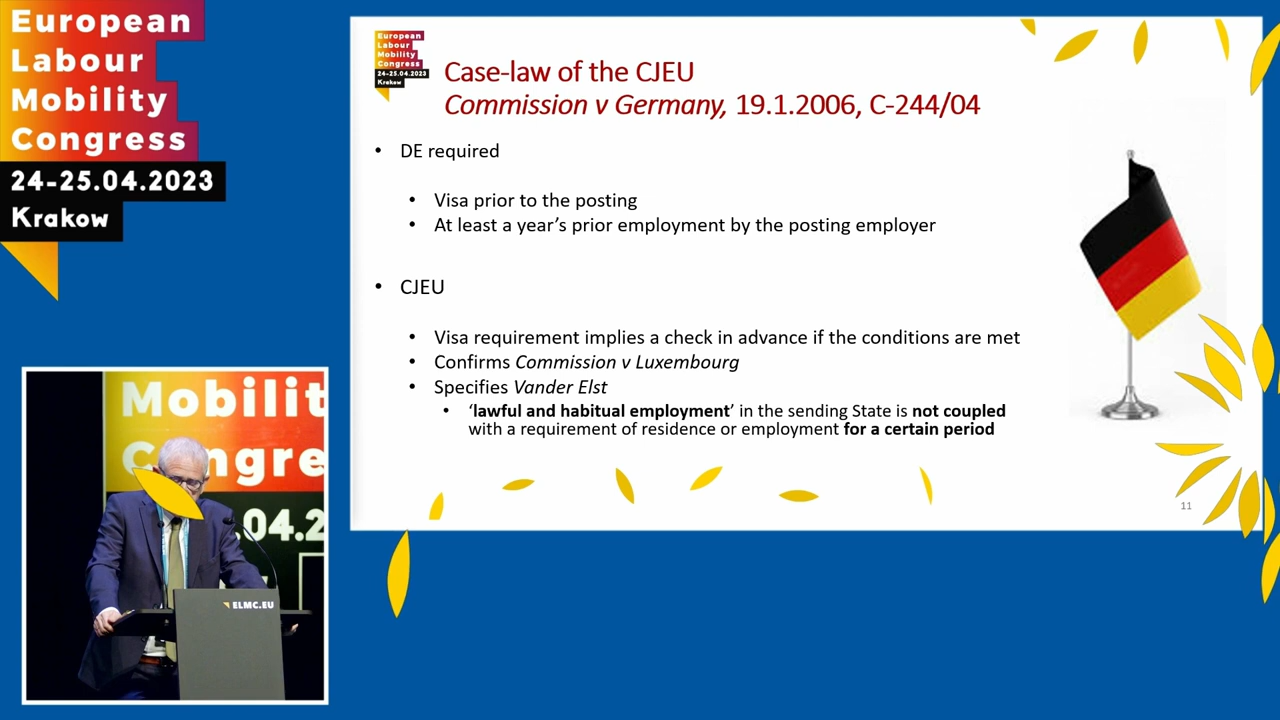 European
Labour
Mobility
Congress
24-25.04.2023
Krakow
European
Labour
Mobility
Congress
24-25.04.2023
Krakow
Case-law of the CJEU
Commission v Germany, 19.1.2006, C-244/04
• DE required
• Visa prior to the posting
• At least a year’s prior employment by the posting employer
• CJEU
• Visa requirement implies a check in advance if the conditions are met
• Confirms Commission v Luxembourg
• Specifies Vander Elst
• ‘lawful and habitual employment’ in the sending State is not coupled
with a requirement of residence or employment for a certain period
11
Mobilit
Congre
.04.2
ELMC.EU